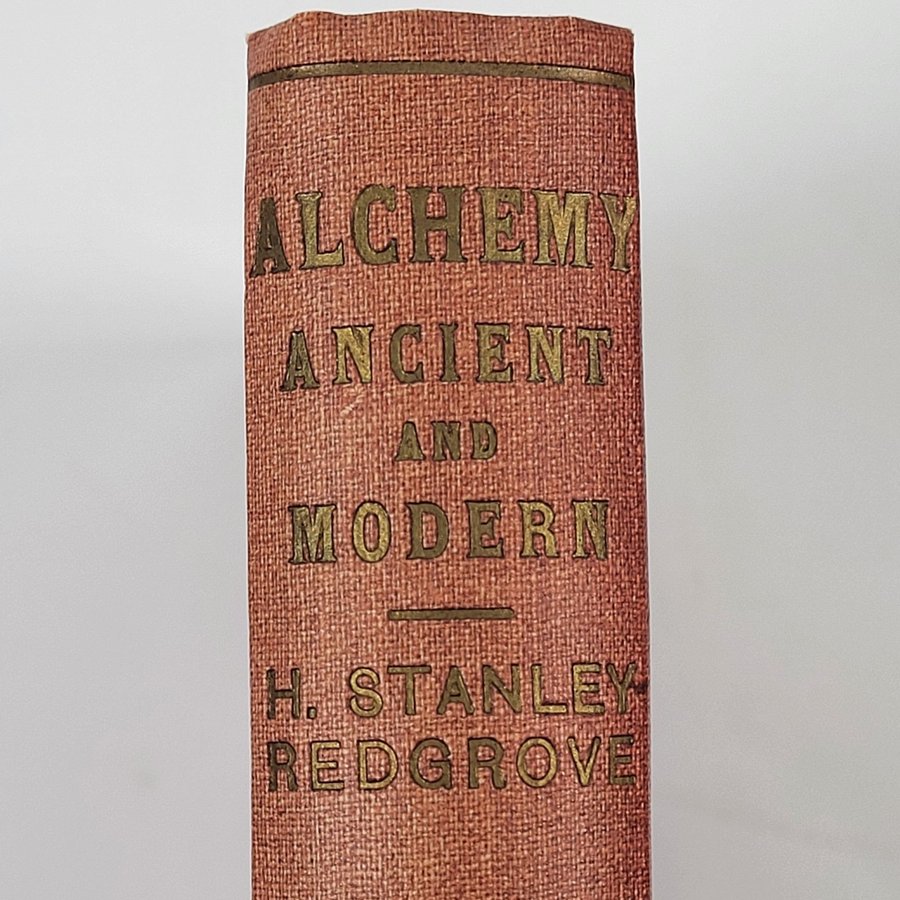 ALCHEMY
ANCIENT
AND
MODERN
H. STANLEY
REDGROVE